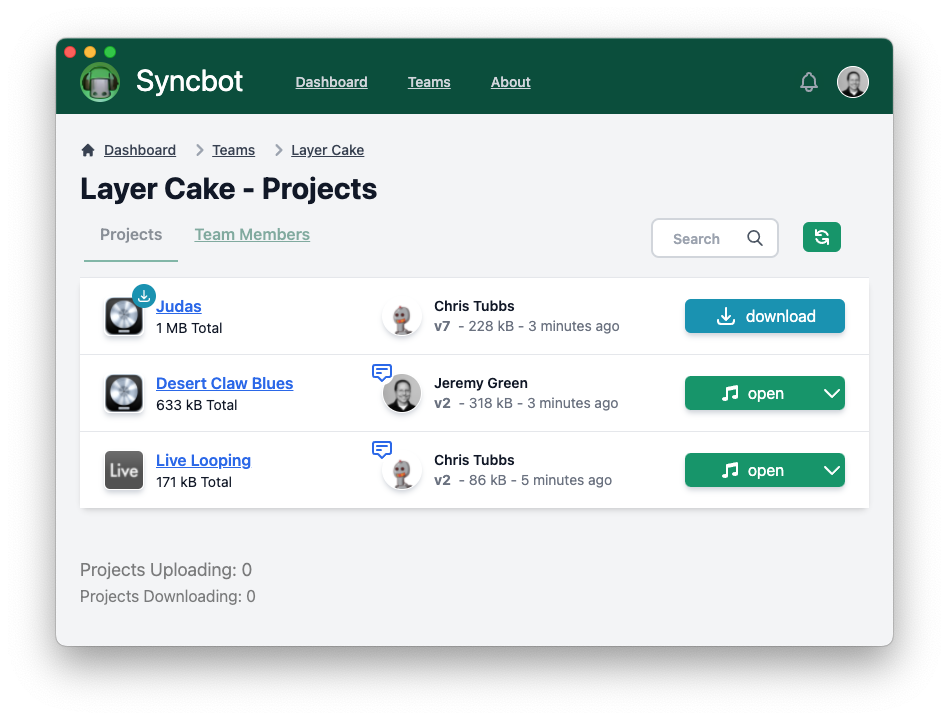 Syncbot
Dashboard Teams About
Dashboard Teams Layer Cake
Layer Cake - Projects
Projects Team Members Search
Judas
1 MB Total
Chris Tubbs
v7 - 228 kB - 3 minutes ago
download
Desert Claw Blues
633 kB Total
Jeremy Green
v2 - 318 kB - 3 minutes ago
open
Live
Live Looping
171 kB Total
Chris Tubbs
v2 - 86 kB - 5 minutes ago
open
Projects Uploading: 0
Projects Downloading: 0